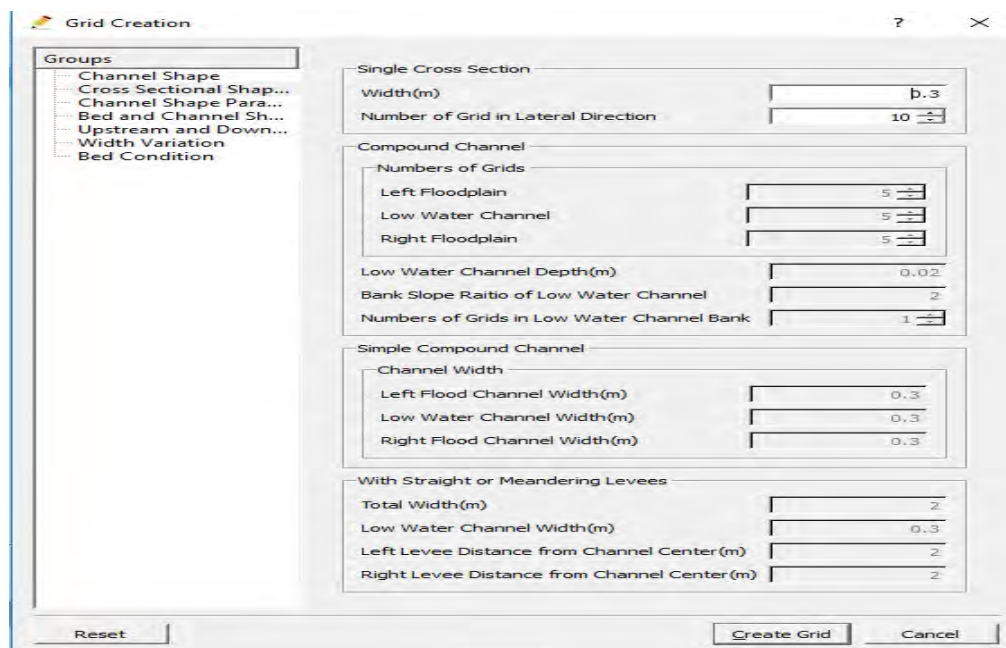 Grid Creation
?
Groups
Channel Shape
Cross Sectional Shap...
Channel Shape Para...
Bed and Channel Sh...
Upstream and Down...
Width Variation
Bed Condition
Single Cross Section
Width(m) 0.3
Number of Grid in Lateral Direction 10
Compound Channel
Numbers of Grids
Left Floodplain 5
Low Water Channel 5
Right Floodplain 5
Low Water Channel Depth(m) 0.02
Bank Slope Raitio of Low Water Channel 2
Numbers of Grids in Low Water Channel Bank 1
Simple Compound Channel
Channel Width
Left Flood Channel Width(m) 0.3
Low Water Channel Width(m) 0.3
Right Flood Channel Width(m) 0.3
With Straight or Meandering Levees
Total Width(m) 2
Low Water Channel Width(m) 0.3
Left Levee Distance from Channel Center(m) 2
Right Levee Distance from Channel Center(m) 2
Reset Create Grid Cancel